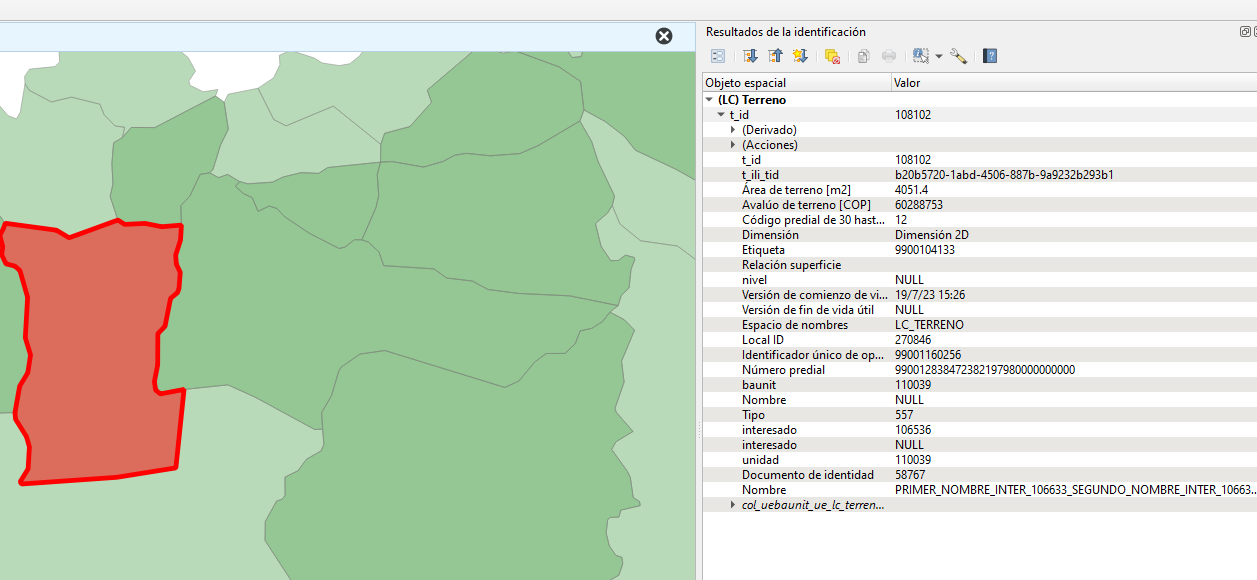 Resultados de la identificación
Objeto espacial Valor
(LC) Terreno
t_id 108102
(Derivado)
(Acciones)
t_id 108102
t_ili_tid b20b5720-1abd-4506-887b-9a9232b293b1
Área de terreno [m2] 4051.4
Avalúo de terreno [COP] 60288753
Código predial de 30 hast... 12
Dimensión Dimensión 2D
Etiqueta 9900104133
Relación superficie
nivel NULL
Versión de comienzo de vi... 19/7/23 15:26
Versión de fin de vida útil NULL
Espacio de nombres LC_TERRENO
Local ID 270846
Identificador único de op... 99001160256
Número predial 990012838472382197980000000000
baunit 110039
Nombre NULL
Tipo 557
interesado 106536
interesado NULL
unidad 110039
Documento de identidad 58767
Nombre PRIMER_NOMBRE_INTER_106633_SEGUNDO_NOMBRE_INTER_10663...
col_uebaunit_ue_lc_terren...